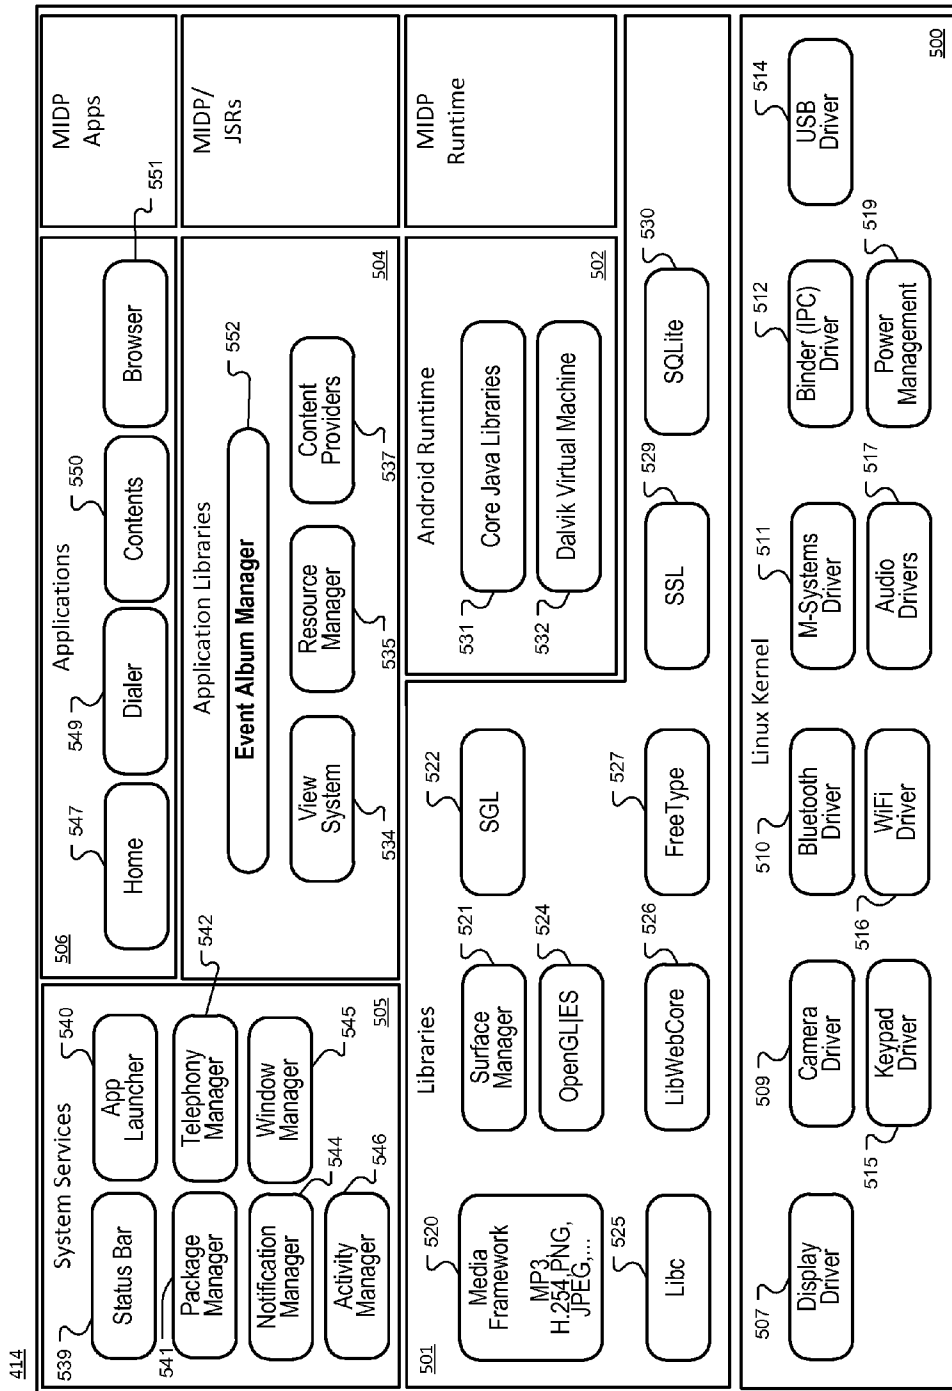 414
System Services
505
539
Status Bar
540
App
Launcher
541
Package
Manager
542
Telephony
Manager
544
Notification
Manager
545
Window
Manager
546
Activity
Manager
506
Applications
547
Home
549
Dialer
550
Contents
551
Browser
MIDP
Apps
Application Libraries
504
552
Event Album Manager
534
View
System
535
Resource
Manager
537
Content
Providers
MIDP/
JSRs
501
Libraries
520
Media
Framework
MP3,
H.254,PNG,
JPEG,...
521
Surface
Manager
522
SGL
524
OpenGL|ES
525
Libc
526
LibWebCore
527
FreeType
529
SSL
530
SQLite
Android Runtime
502
531
Core Java Libraries
532
Dalvik Virtual Machine
MIDP
Runtime
Linux Kernel
500
507
Display
Driver
509
Camera
Driver
510
Bluetooth
Driver
511
M-Systems
Driver
512
Binder (IPC)
Driver
514
USB
Driver
515
Keypad
Driver
516
WiFi
Driver
517
Audio
Drivers
519
Power
Management